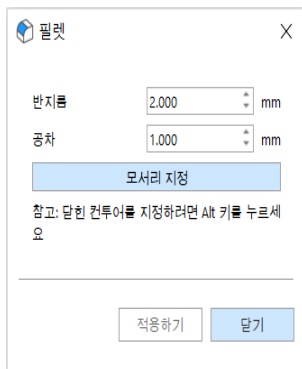 필렛
반지름 2.000 mm
공차 1.000 mm
모서리 지정
참고: 닫힌 컨투어를 지정하려면 Alt 키를 누르세
요
적용하기 닫기